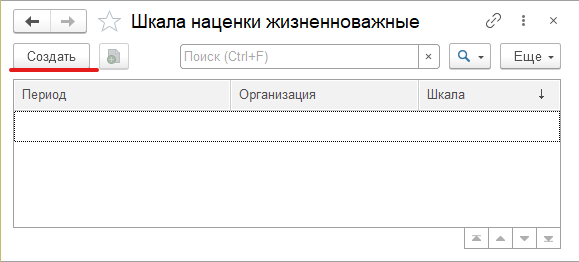 Шкала наценки жизненноважные
Создать Поиск (Ctrl+F) × Еще
Период Организация Шкала ↓